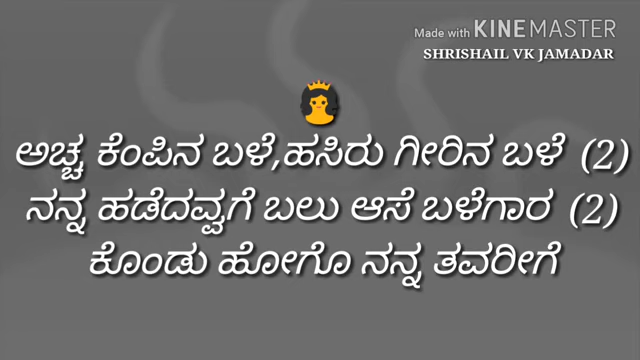 Made with KINEMASTER
SHRISHAIL VK JAMADAR
ಅಚ್ಚ ಕೆಂಪಿನ ಬಳೆ,ಹಸಿರು ಗೀರಿನ ಬಳೆ (2)
ನನ್ನ ಹಡೆದವ್ವಗೆ ಬಲು ಆಸೆ ಬಳೆಗಾರ (2)
ಕೊಂಡು ಹೋಗೊ ನನ್ನ ತವರೀಗೆ